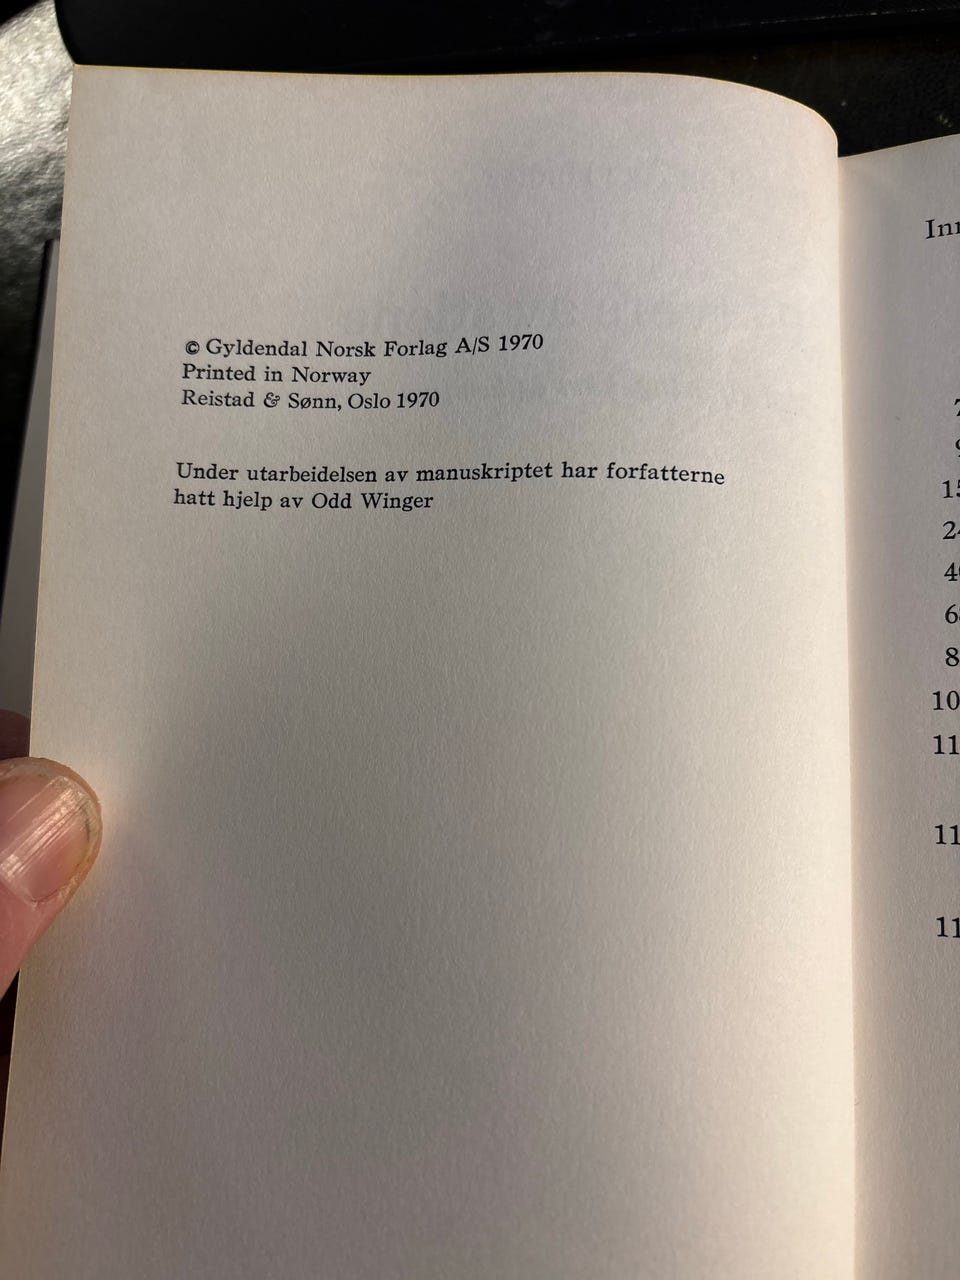 © Gyldendal Norsk Forlag A/S 1970
Printed in Norway
Reistad & Sønn, Oslo 1970
Under utarbeidelsen av manuskriptet har forfatterne
hatt hjelp av Odd Winger